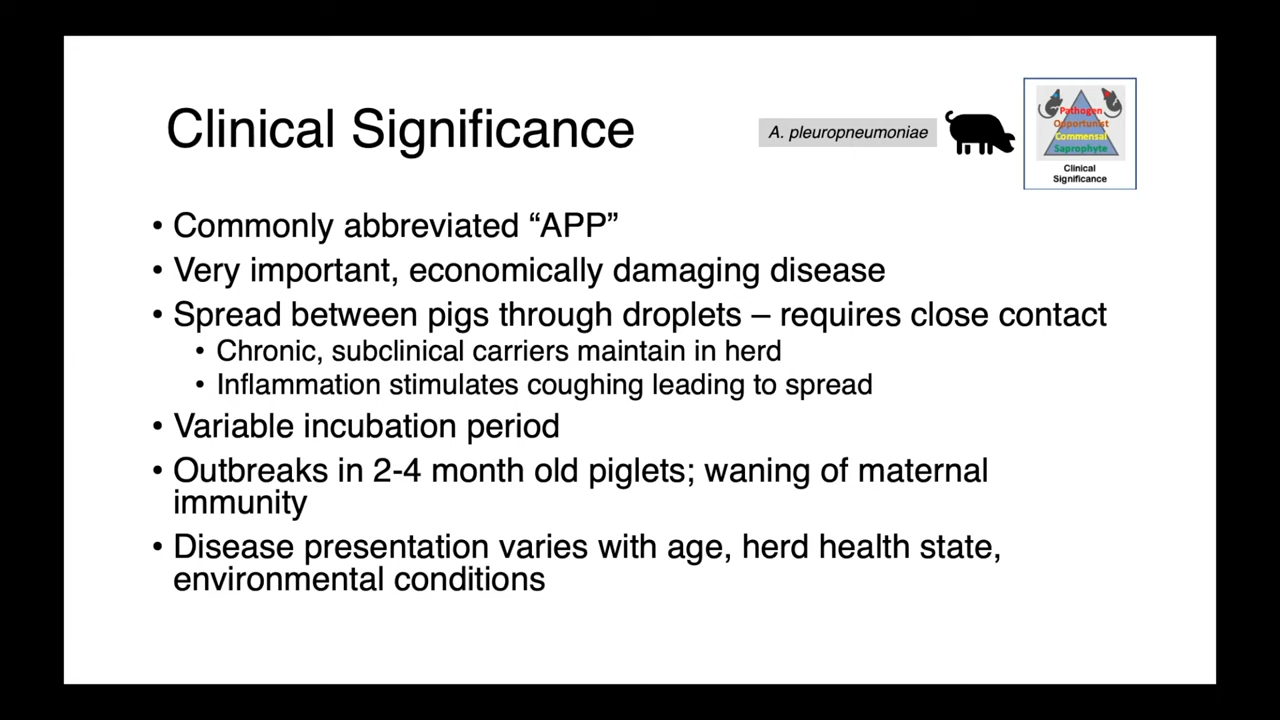 Clinical Significance
A. pleuropneumoniae
Pathogen
Opportunist
Commensal
Saprophyte
Clinical
Significance
• Commonly abbreviated “APP”
• Very important, economically damaging disease
• Spread between pigs through droplets – requires close contact
• Chronic, subclinical carriers maintain in herd
• Inflammation stimulates coughing leading to spread
• Variable incubation period
• Outbreaks in 2-4 month old piglets; waning of maternal
immunity
• Disease presentation varies with age, herd health state,
environmental conditions